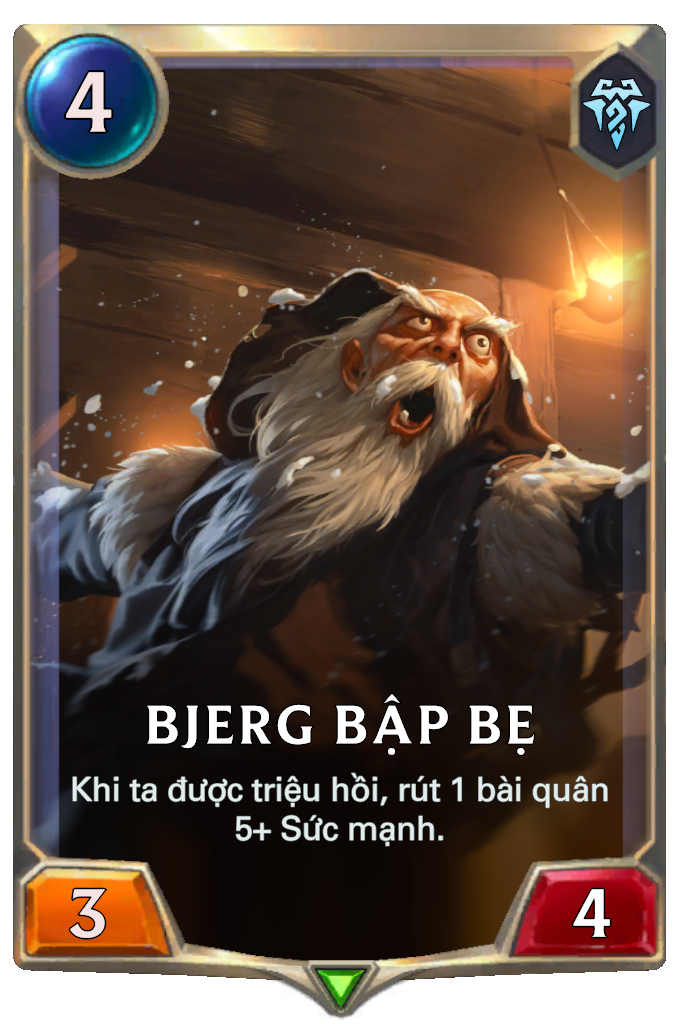 4
BJERG BẬP BẸ
Khi ta được triệu hồi, rút 1 bài quân
5+ Sức mạnh.
3
4